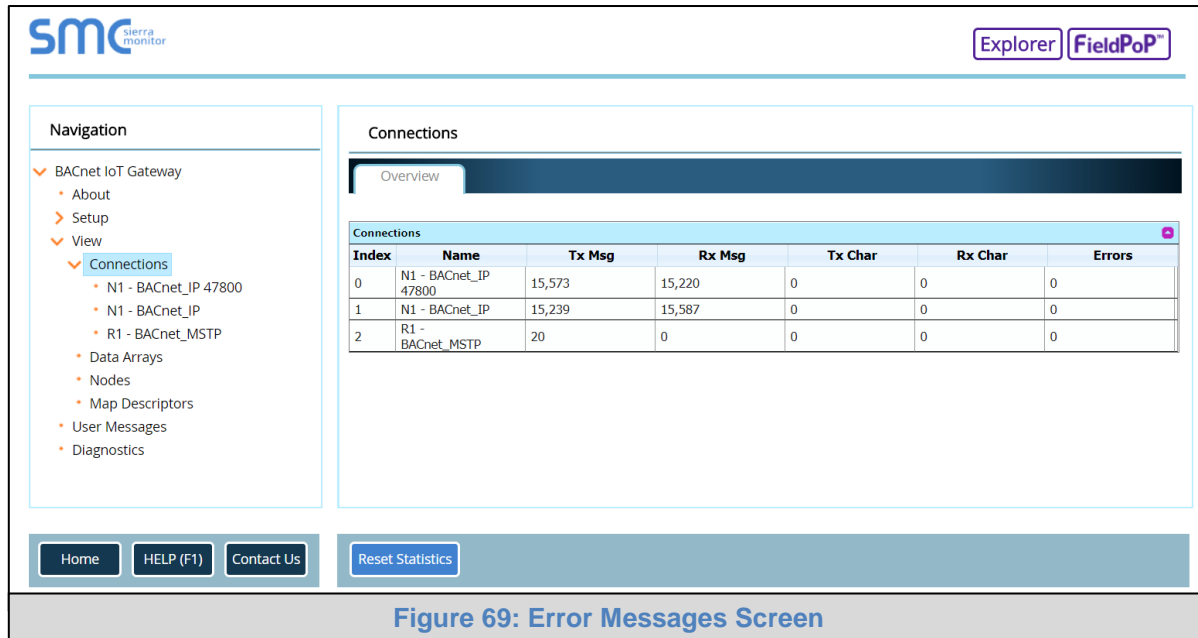 SMC sierra monitor
Explorer FieldPoP™
Navigation
BACnet IoT Gateway
About
Setup
View
Connections
N1 - BACnet_IP 47800
N1 - BACnet_IP
R1 - BACnet_MSTP
Data Arrays
Nodes
Map Descriptors
User Messages
Diagnostics
Connections
Overview
Connections
Index Name Tx Msg Rx Msg Tx Char Rx Char Errors
0 N1 - BACnet_IP 47800 15,573 15,220 0 0 0
1 N1 - BACnet_IP 15,239 15,587 0 0 0
2 R1 - BACnet_MSTP 20 0 0 0 0
Home HELP (F1) Contact Us
Reset Statistics
Figure 69: Error Messages Screen